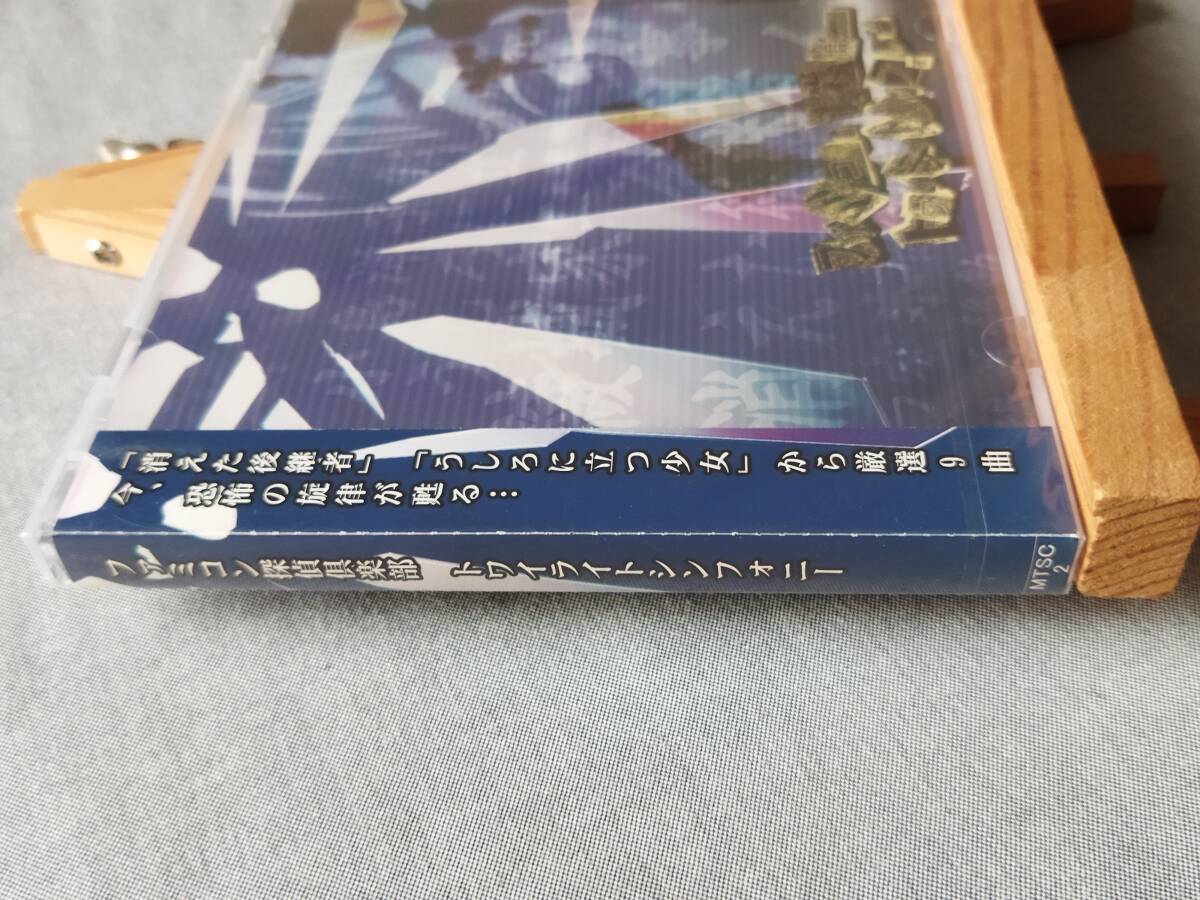 「消えた後継者」 「うしろに立つ少女」から厳選9曲
今、恐怖の旋律が甦る…
ファミコン探偵倶楽部 トワイライトシンフォニー
MTSC
2